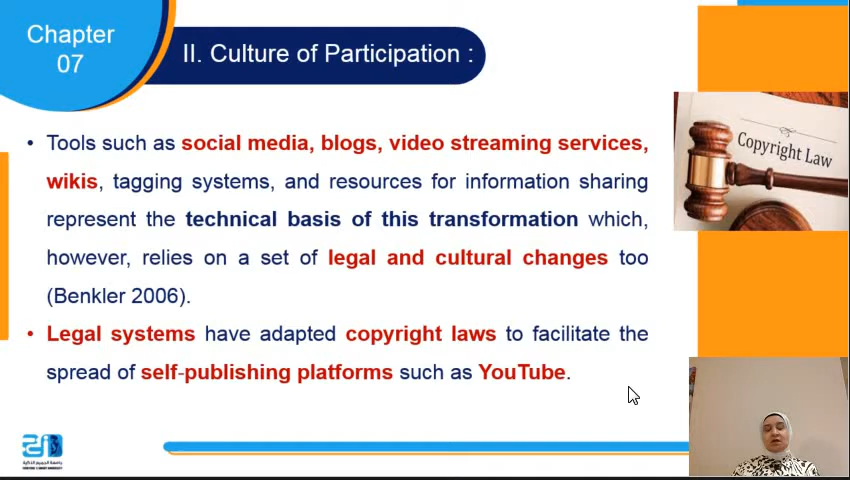 Chapter
07
II. Culture of Participation :
• Tools such as social media, blogs, video streaming services,
wikis, tagging systems, and resources for information sharing
represent the technical basis of this transformation which,
however, relies on a set of legal and cultural changes too
(Benkler 2006).
• Legal systems have adapted copyright laws to facilitate the
spread of self-publishing platforms such as YouTube.
Copyright Law